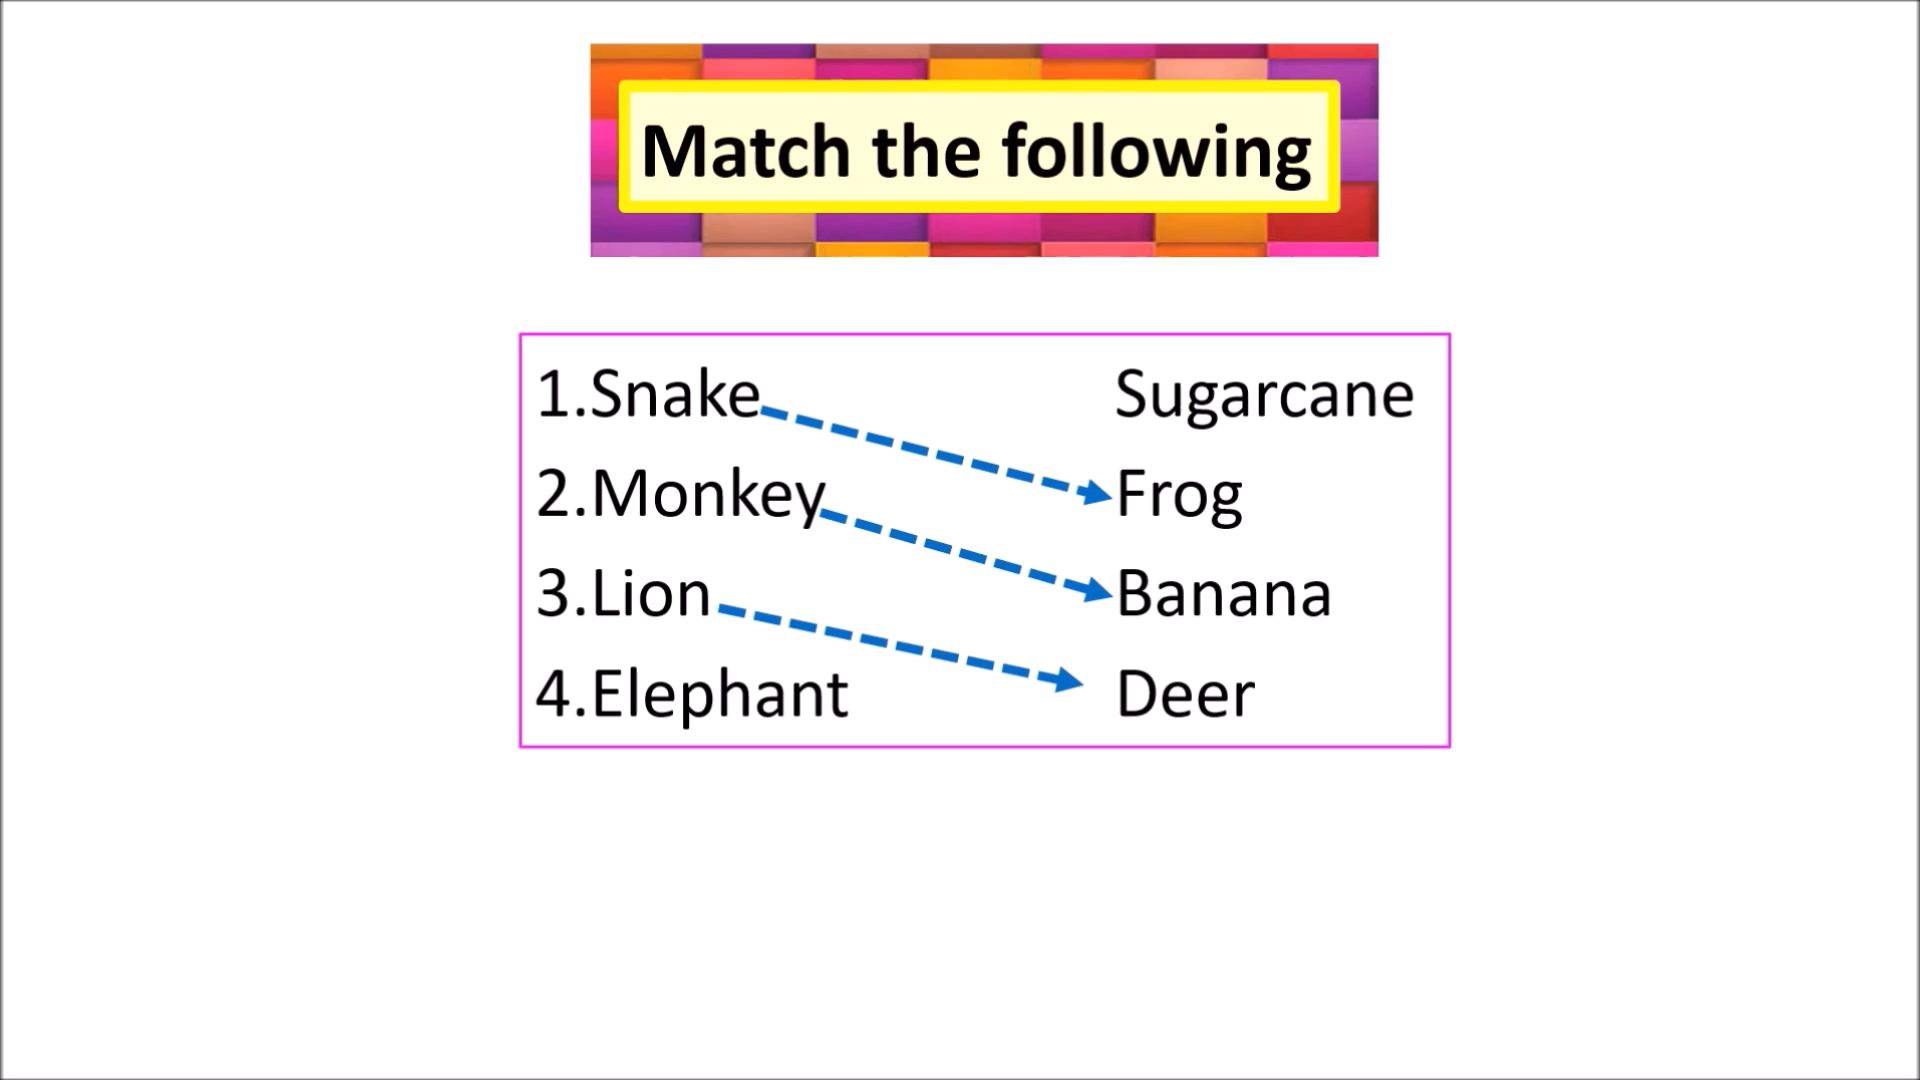 Match the following
1.Snake Sugarcane
2.Monkey Frog
3.Lion Banana
4.Elephant Deer